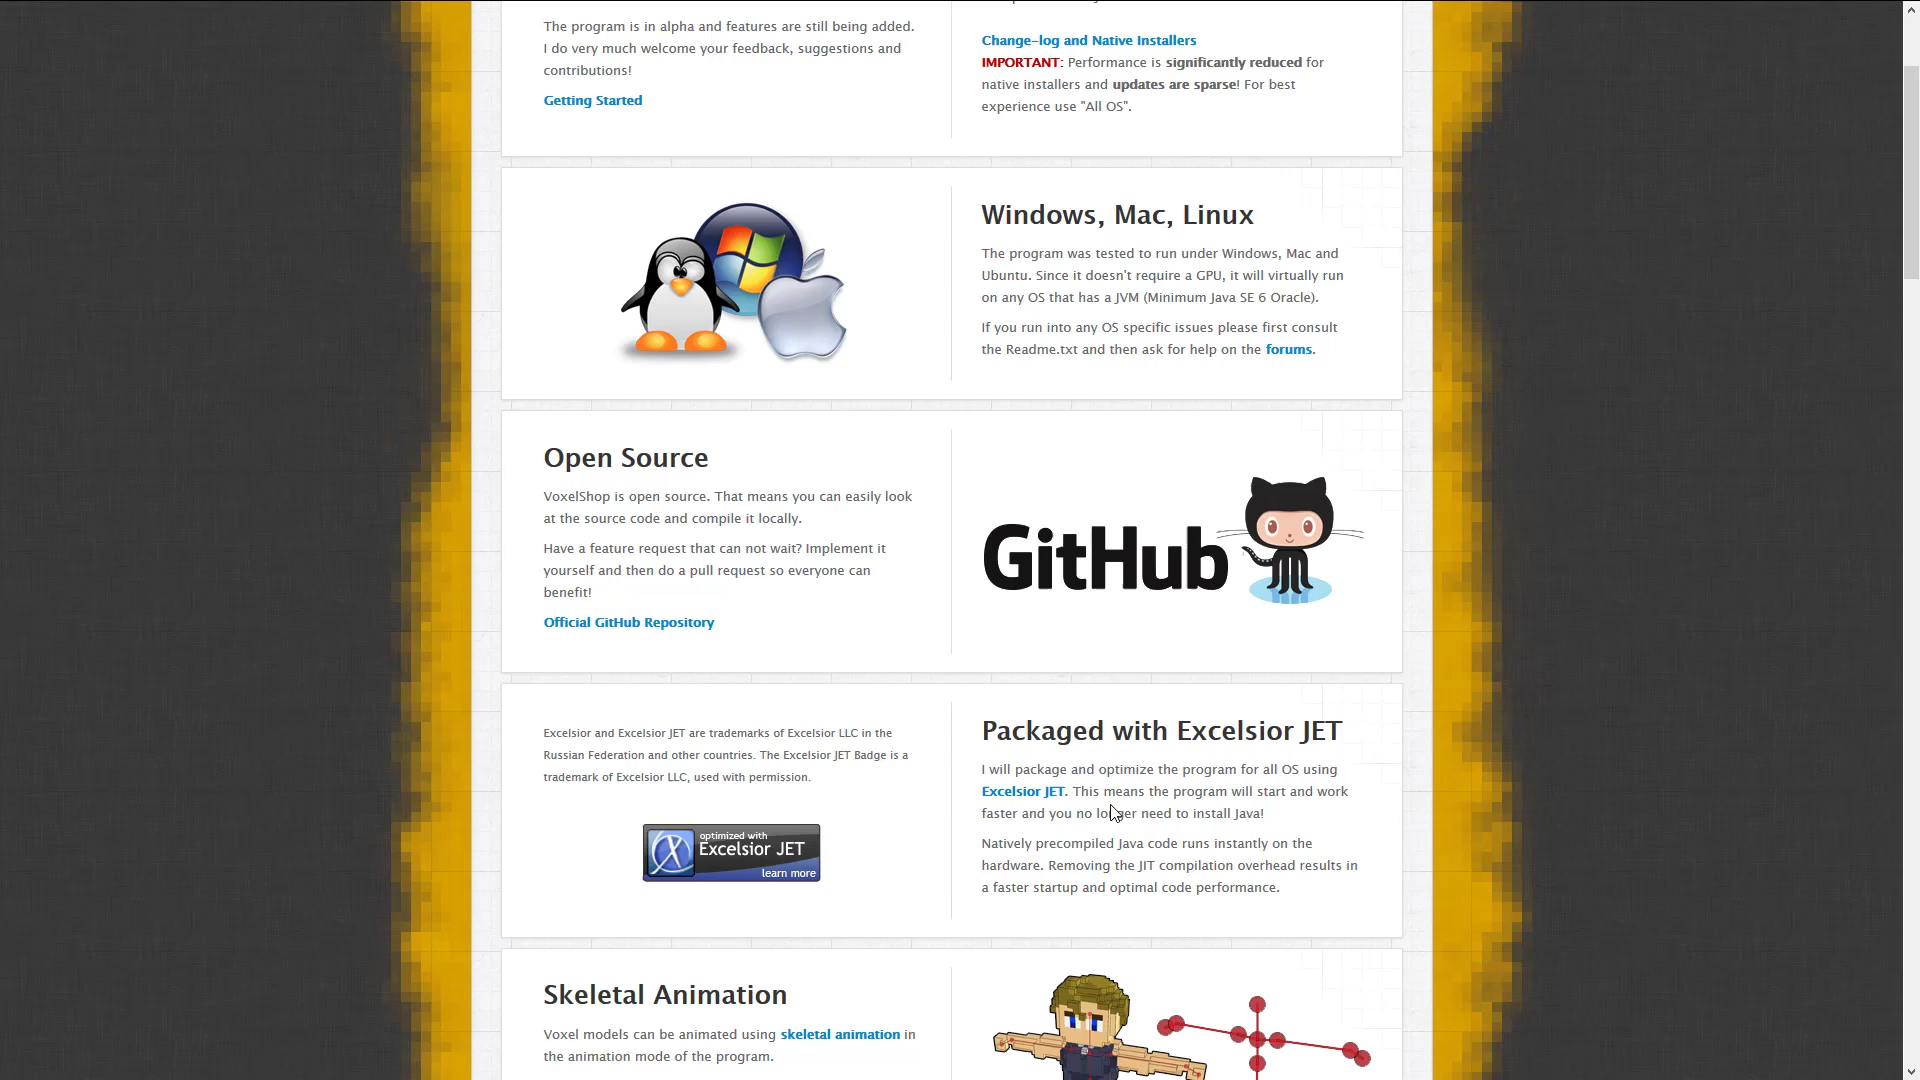 The program is in alpha and features are still being added.
I do very much welcome your feedback, suggestions and
contributions!
Getting Started
Change-log and Native Installers
IMPORTANT: Performance is significantly reduced for
native installers and updates are sparse! For best
experience use "All OS".
Windows, Mac, Linux
The program was tested to run under Windows, Mac and
Ubuntu. Since it doesn't require a GPU, it will virtually run
on any OS that has a JVM (Minimum Java SE 6 Oracle).
If you run into any OS specific issues please first consult
the Readme.txt and then ask for help on the forums.
Open Source
VoxelShop is open source. That means you can easily look
at the source code and compile it locally.
Have a feature request that can not wait? Implement it
yourself and then do a pull request so everyone can
benefit!
Official GitHub Repository
GitHub
Excelsior and Excelsior JET are trademarks of Excelsior LLC in the
Russian Federation and other countries. The Excelsior JET Badge is a
trademark of Excelsior LLC, used with permission.
optimized with
Excelsior JET
learn more
Packaged with Excelsior JET
I will package and optimize the program for all OS using
Excelsior JET. This means the program will start and work
faster and you no longer need to install Java!
Natively precompiled Java code runs instantly on the
hardware. Removing the JIT compilation overhead results in
a faster startup and optimal code performance.
Skeletal Animation
Voxel models can be animated using skeletal animation in
the animation mode of the program.